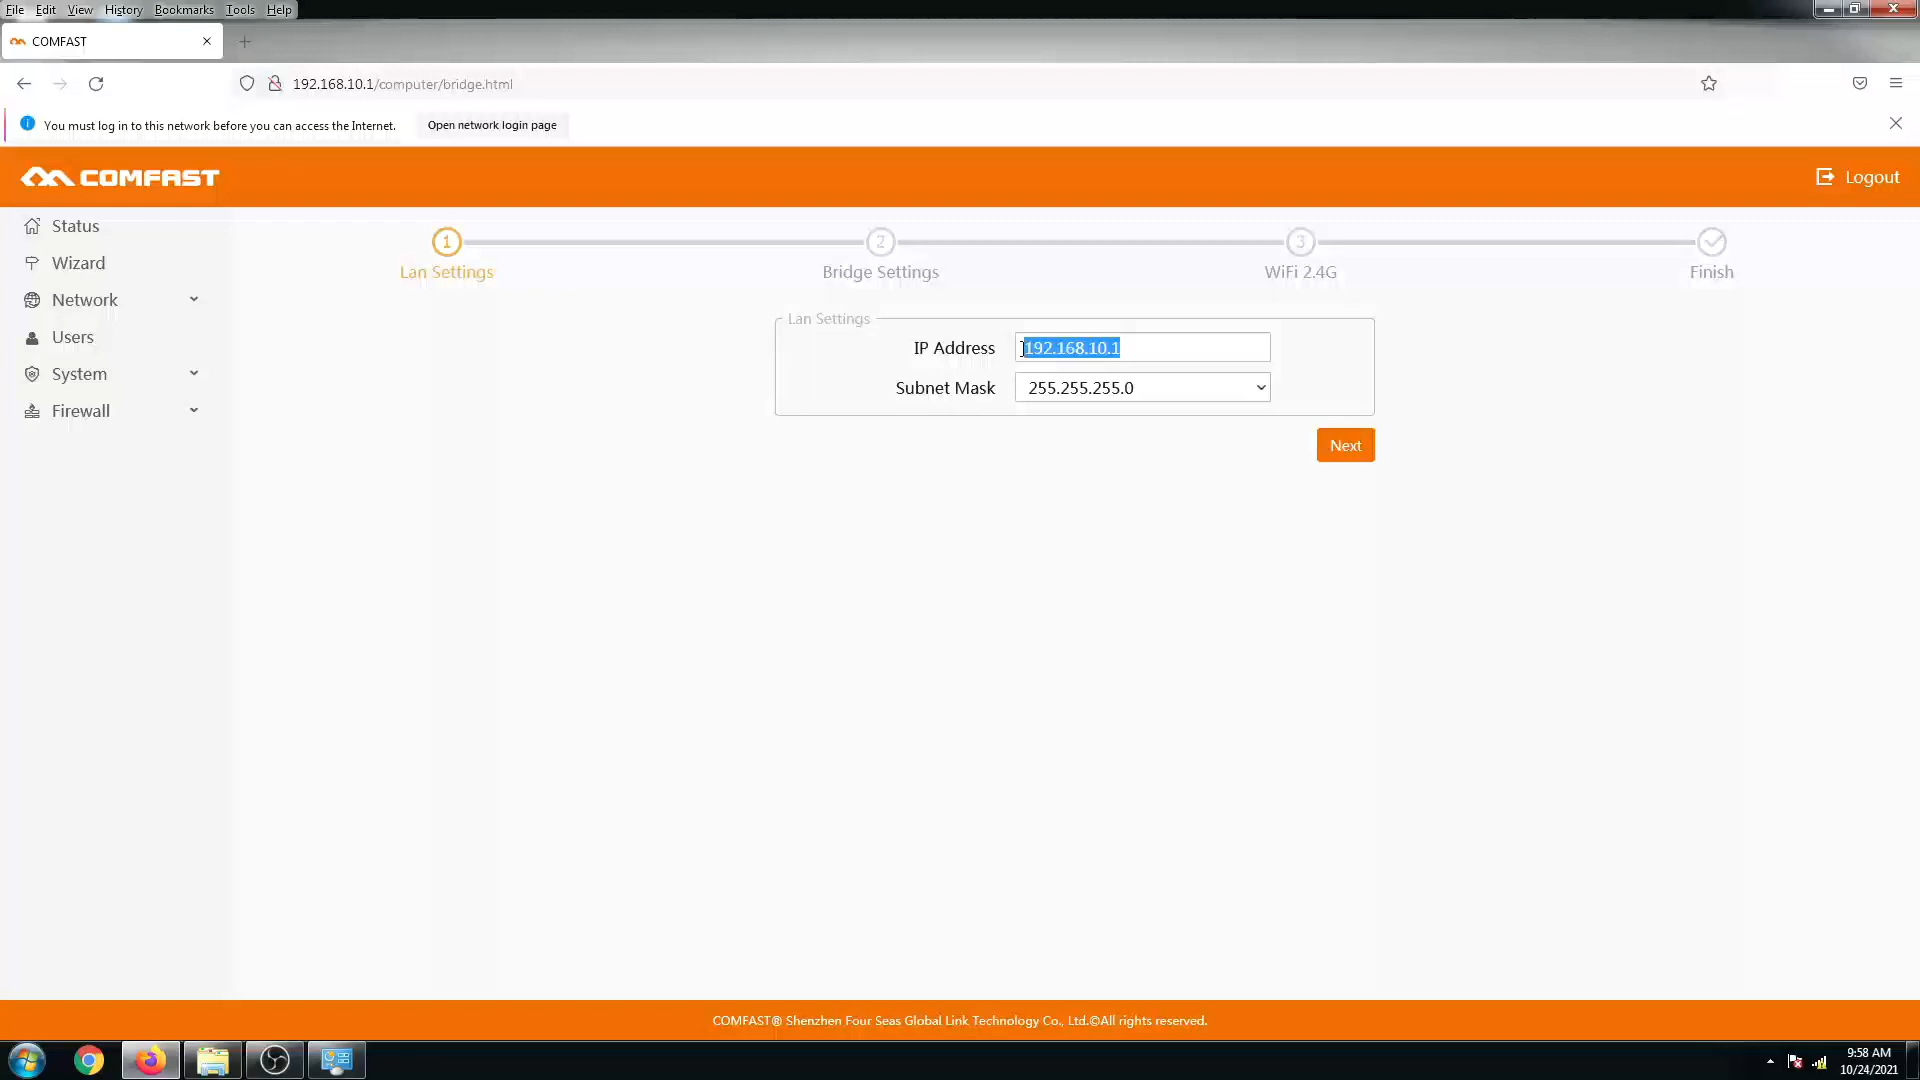 File Edit View History Bookmarks Tools Help
COMFAST
192.168.10.1/computer/bridge.html
You must log in to this network before you can access the Internet. Open network login page
COMFAST
Logout
Status
Wizard
Network
Users
System
Firewall
1 2 3
Lan Settings Bridge Settings WiFi 2.4G Finish
Lan Settings
IP Address 192.168.10.1
Subnet Mask 255.255.255.0
Next
COMFAST® Shenzhen Four Seas Global Link Technology Co., Ltd.©All rights reserved.
9:58 AM
10/24/2021